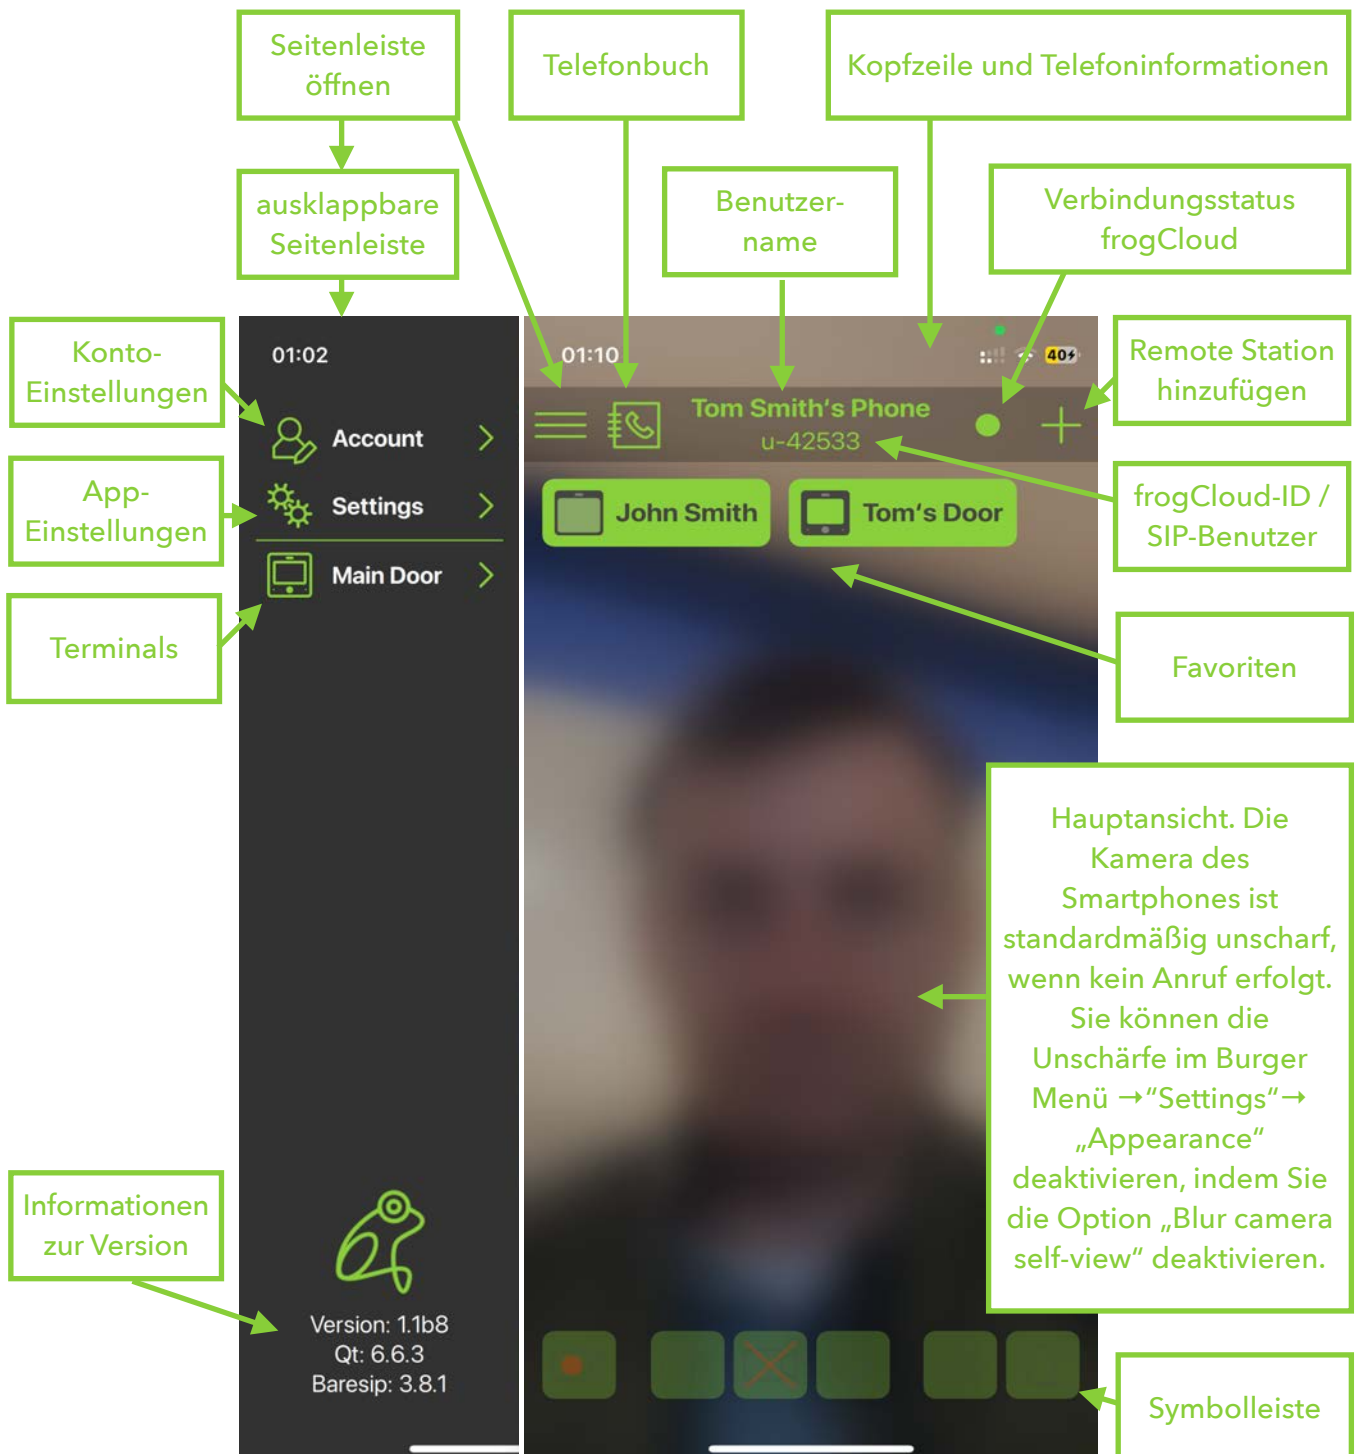 Seitenleiste
öffnen
Telefonbuch
Kopfzeile und Telefoninformationen
ausklappbare
Seitenleiste
Benutzer-
name
Verbindungsstatus
frogCloud
Konto-
Einstellungen
Remote Station
hinzufügen
App-
Einstellungen
frogCloud-ID /
SIP-Benutzer
Terminals
Favoriten
01:02
Account
Settings
Main Door
01:10
40
Tom Smith's Phone
u-42533
John Smith
Tom's Door
Hauptansicht. Die
Kamera des
Smartphones ist
standardmäßig unscharf,
wenn kein Anruf erfolgt.
Sie können die
Unschärfe im Burger
Menü →“Settings“→
„Appearance“
deaktivieren, indem Sie
die Option „Blur camera
self-view“ deaktivieren.
Informationen
zur Version
Version: 1.1b8
Qt: 6.6.3
Baresip: 3.8.1
Symbolleiste